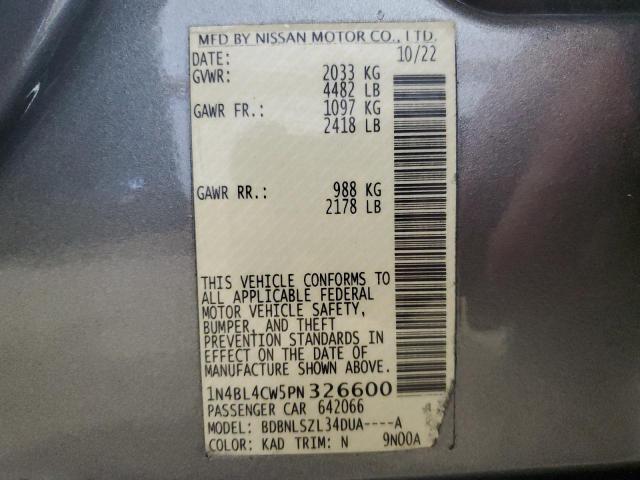 MFD BY NISSAN MOTOR CO., LTD.
DATE: 10/22
GVWR: 2033 KG
4482 LB
GAWR FR.: 1097 KG
2418 LB
GAWR RR.: 988 KG
2178 LB
THIS VEHICLE CONFORMS TO
ALL APPLICABLE FEDERAL
MOTOR VEHICLE SAFETY,
BUMPER, AND THEFT
PREVENTION STANDARDS IN
EFFECT ON THE DATE OF
MANUFACTURE SHOWN ABOVE.
1N4BL4CW5PN326600
PASSENGER CAR 642066
MODEL: BDBNLSZL34DUA----A
COLOR: KAD TRIM: N 9N00A